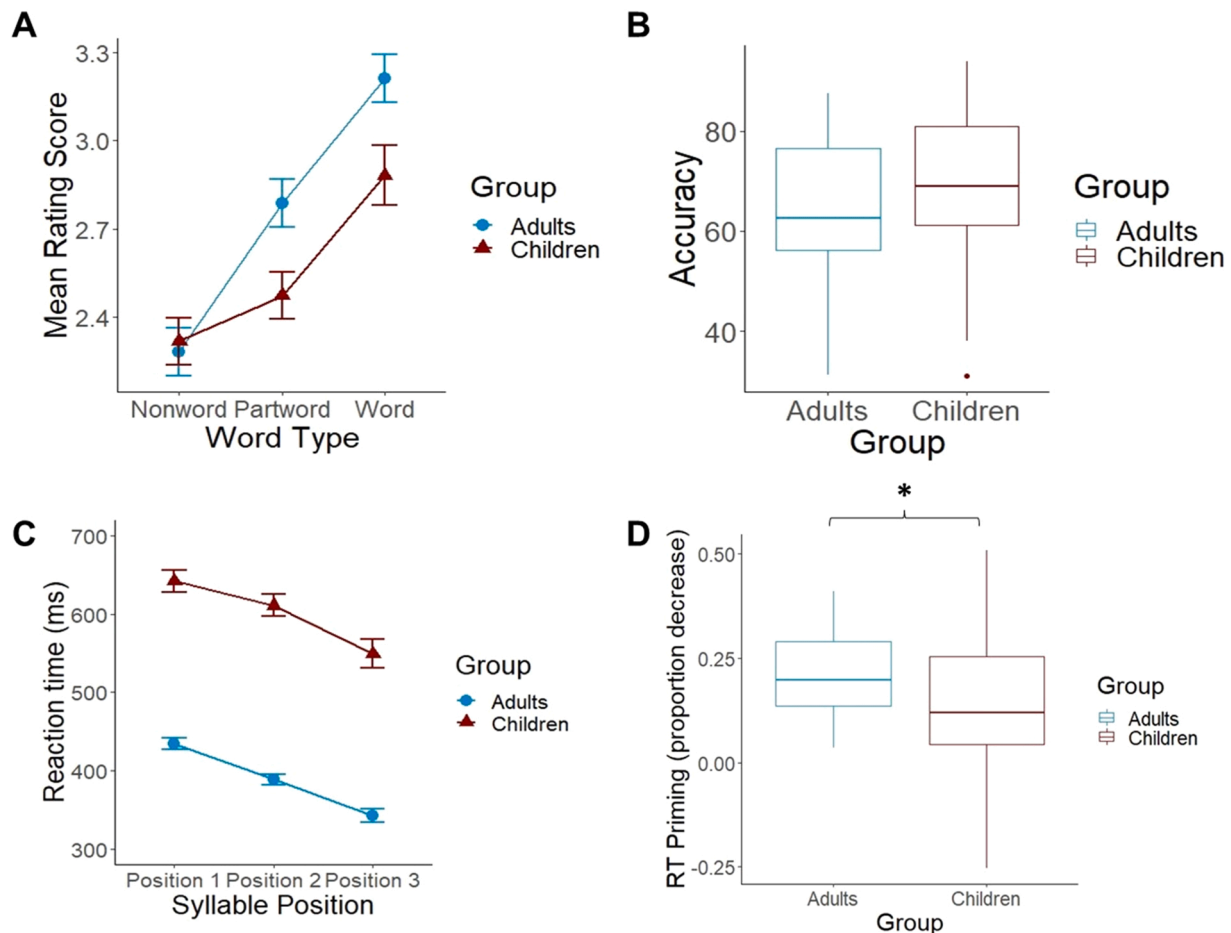 A
Mean Rating Score
3.3
3.0
2.7
2.4
Nonword Partword Word
Word Type
Group
Adults
Children
B
Accuracy
80
60
40
Adults Children
Group
Group
Adults
Children
C
Reaction time (ms)
700
600
500
400
300
Position 1 Position 2 Position 3
Syllable Position
Group
Adults
Children
D
*
RT Priming (proportion decrease)
0.50
0.25
0.00
-0.25
Adults Children
Group
Group
Adults
Children